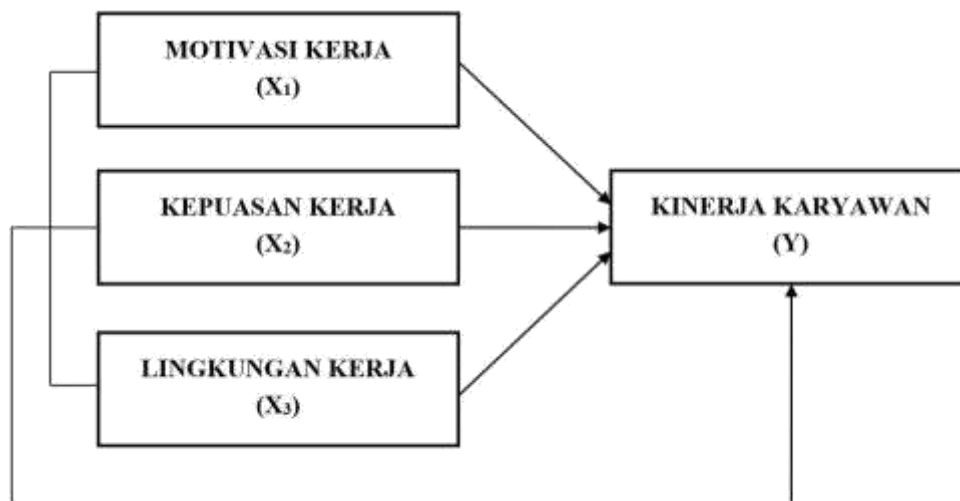 MOTIVASI KERJA
(X₁)
KEPUASAN KERJA
(X₂)
KINERJA KARYAWAN
(Y)
LINGKUNGAN KERJA
(X₃)